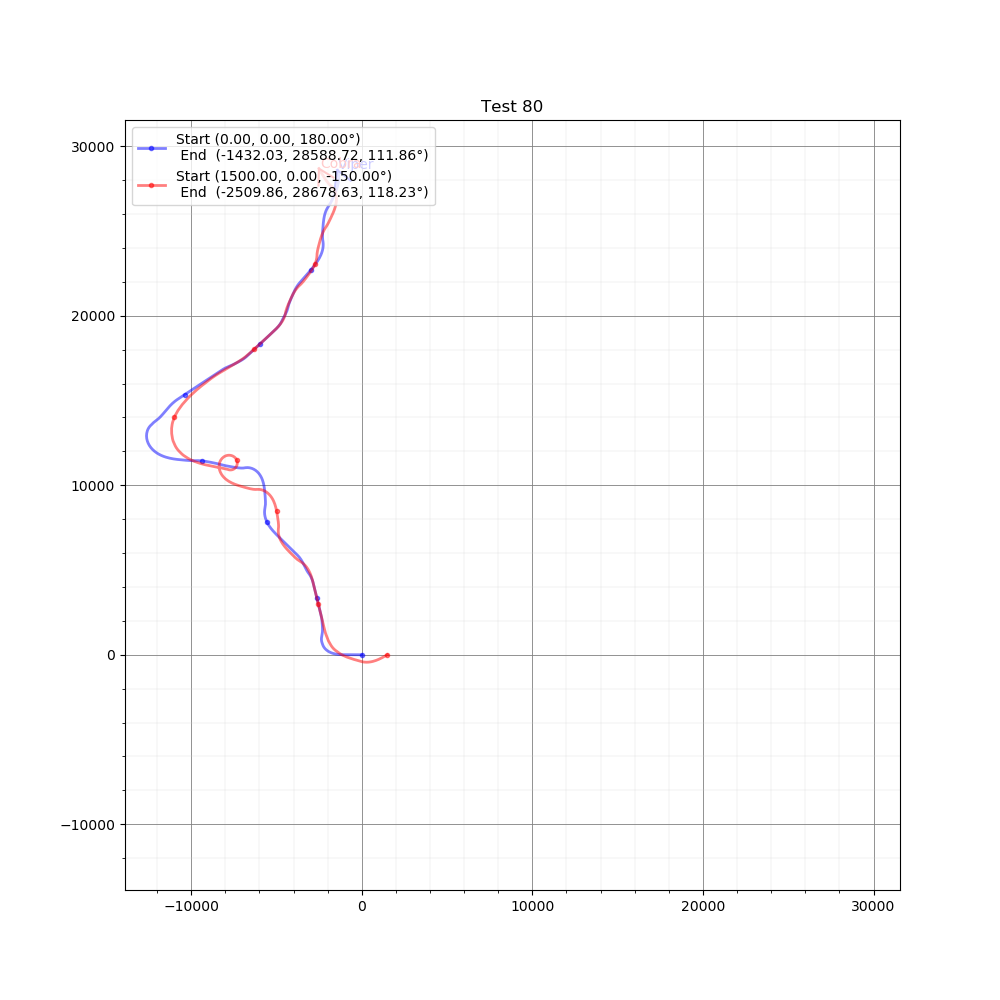 Test 80
Start (0.00, 0.00, 180.00°)
End (-1432.03, 28588.72, 111.86°)
Start (1500.00, 0.00, -150.00°)
End (-2509.86, 28678.63, 118.23°)
30000
20000
10000
0
−10000
−10000 0 10000 20000 30000